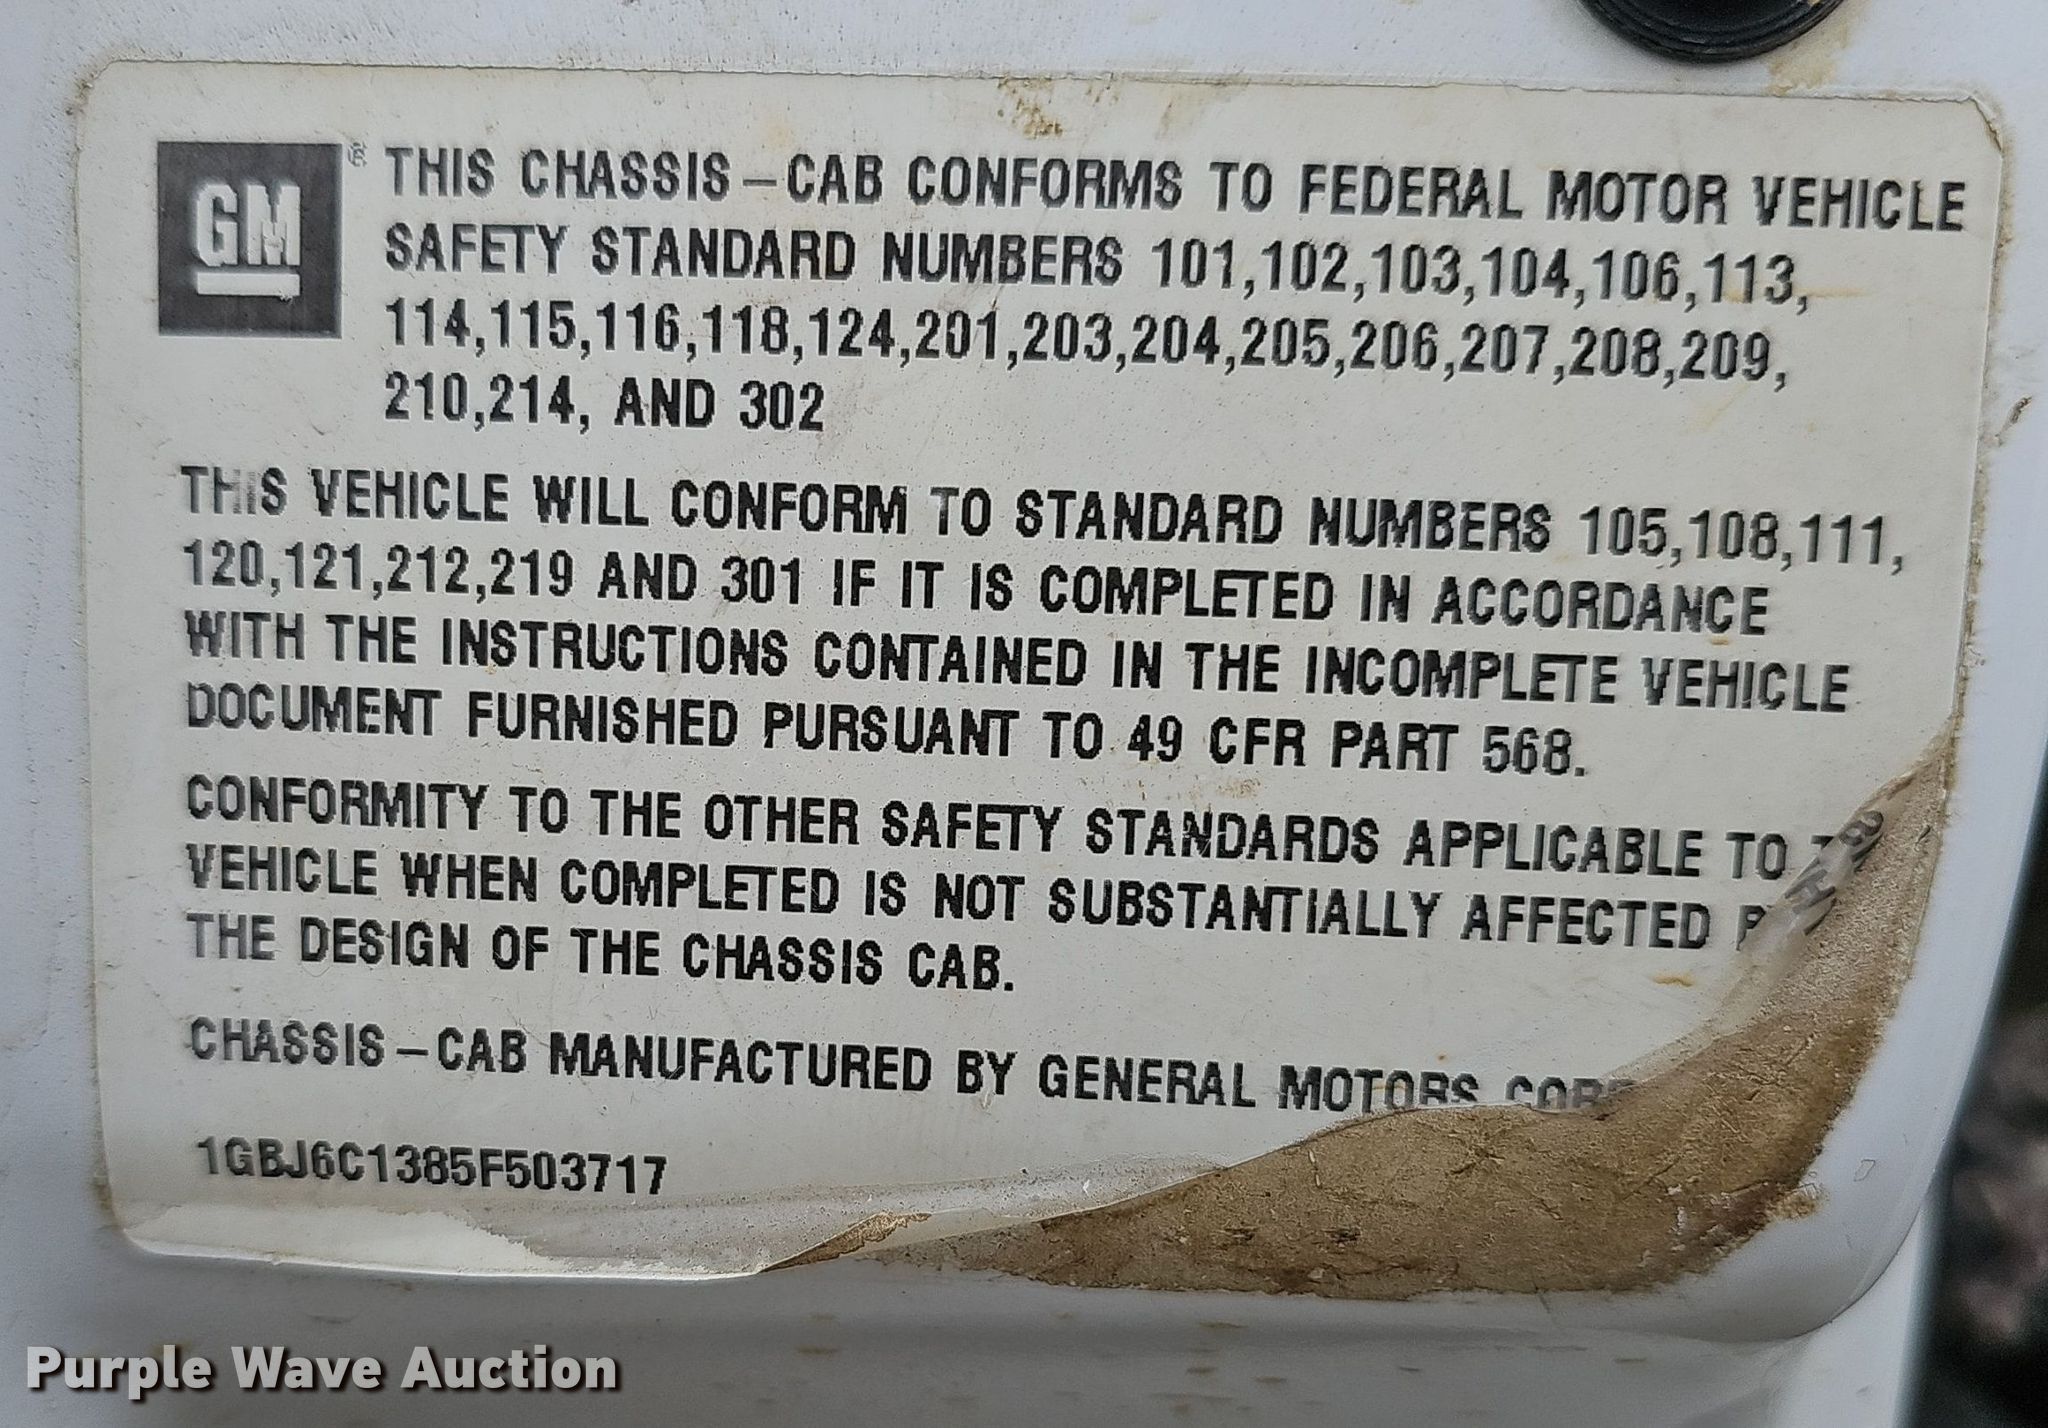 GM® THIS CHASSIS–CAB CONFORMS TO FEDERAL MOTOR VEHICLE
SAFETY STANDARD NUMBERS 101,102,103,104,106,113,
114,115,116,118,124,201,203,204,205,206,207,208,209,
210,214, AND 302
THIS VEHICLE WILL CONFORM TO STANDARD NUMBERS 105,108,111,
120,121,212,219 AND 301 IF IT IS COMPLETED IN ACCORDANCE
WITH THE INSTRUCTIONS CONTAINED IN THE INCOMPLETE VEHICLE
DOCUMENT FURNISHED PURSUANT TO 49 CFR PART 568.
CONFORMITY TO THE OTHER SAFETY STANDARDS APPLICABLE TO
VEHICLE WHEN COMPLETED IS NOT SUBSTANTIALLY AFFECTED
THE DESIGN OF THE CHASSIS CAB.
CHASSIS–CAB MANUFACTURED BY GENERAL MOTORS
1GBJ6C1385F503717
Purple Wave Auction